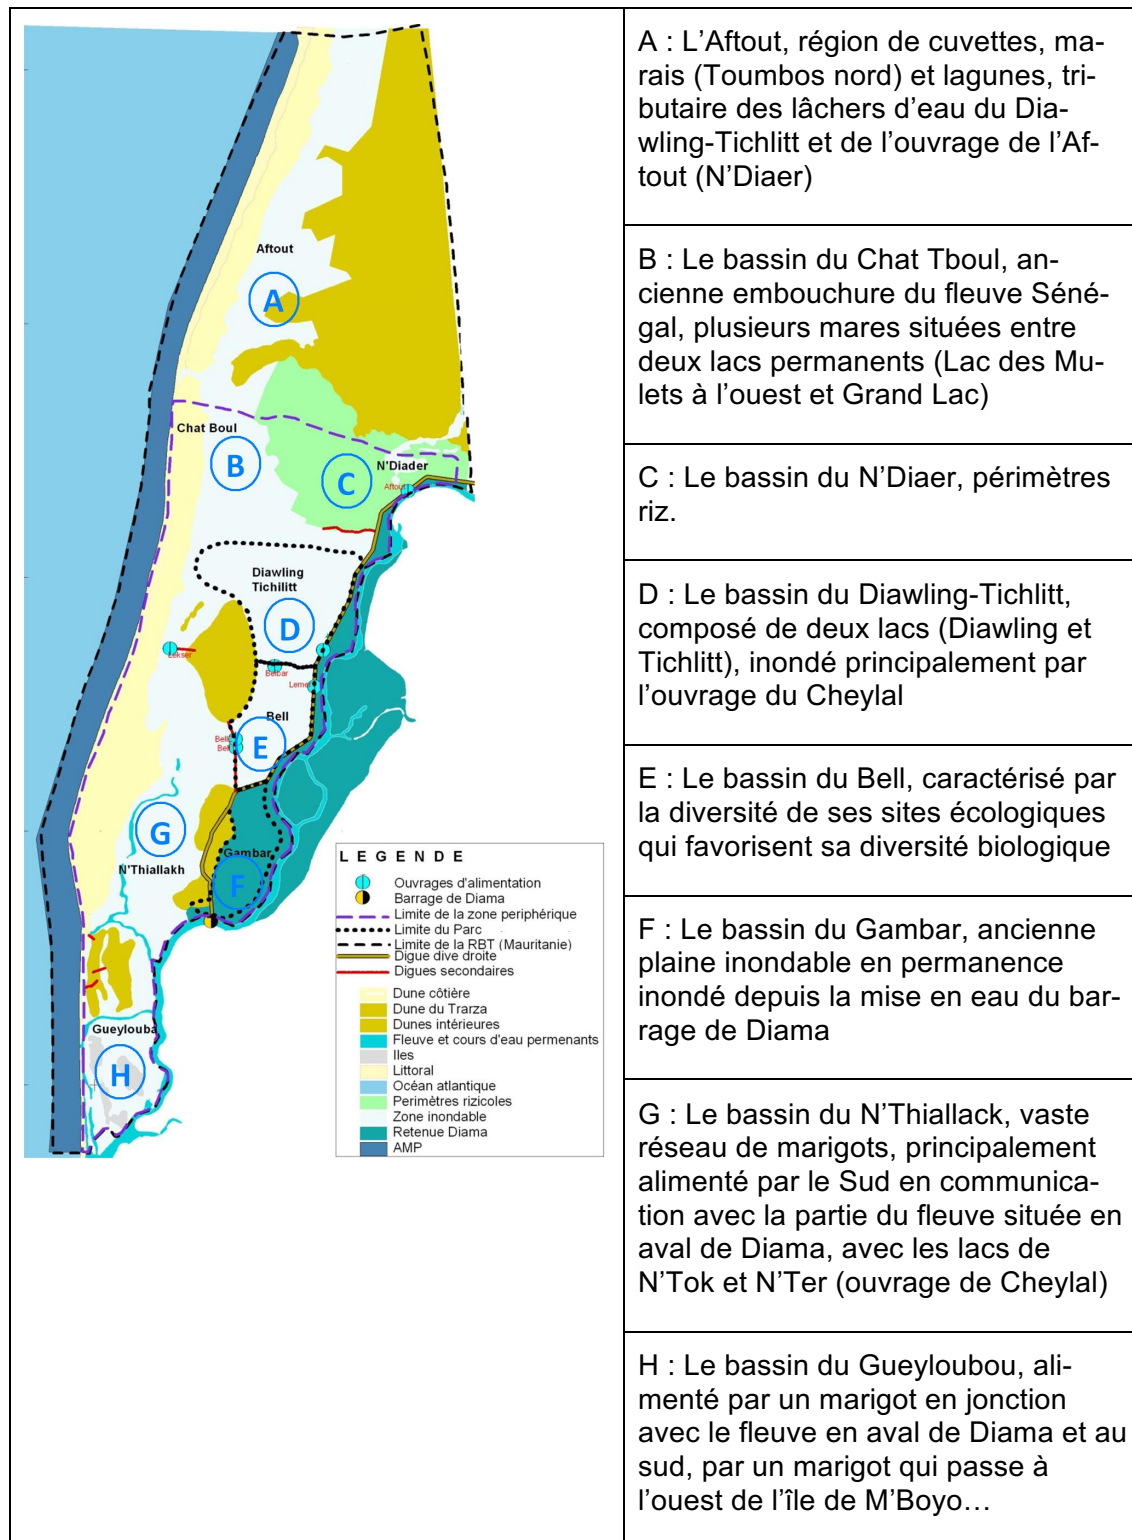 Aftout
A
Chat Boul
B
C
N'Diader
Aftout
Diawling
Tichilitt
D
Lekser
Belbar
Leme
Bell
Bell
Bel
E
G
N'Thiallakh
Gambar
F
Gueylouba
H
L E G E N D E
Ouvrages d'alimentation
Barrage de Diama
Limite de la zone periphérique
Limite du Parc
Limite de la RBT (Mauritanie)
Digue dive droite
Digues secondaires
Dune côtière
Dune du Trarza
Dunes intérieures
Fleuve et cours d'eau permenants
Iles
Littoral
Océan atlantique
Perimètres rizicoles
Zone inondable
Retenue Diama
AMP
A : L'Aftout, région de cuvettes, ma-
rais (Toumbos nord) et lagunes, tri-
butaire des lâchers d'eau du Dia-
wling-Tichlitt et de l'ouvrage de l'Af-
tout (N'Diaer)
B : Le bassin du Chat Tboul, an-
cienne embouchure du fleuve Séné-
gal, plusieurs mares situées entre
deux lacs permanents (Lac des Mu-
lets à l'ouest et Grand Lac)
C : Le bassin du N'Diaer, périmètres
riz.
D : Le bassin du Diawling-Tichlitt,
composé de deux lacs (Diawling et
Tichlitt), inondé principalement par
l'ouvrage du Cheylal
E : Le bassin du Bell, caractérisé par
la diversité de ses sites écologiques
qui favorisent sa diversité biologique
F : Le bassin du Gambar, ancienne
plaine inondable en permanence
inondé depuis la mise en eau du bar-
rage de Diama
G : Le bassin du N'Thiallack, vaste
réseau de marigots, principalement
alimenté par le Sud en communica-
tion avec la partie du fleuve située en
aval de Diama, avec les lacs de
N'Tok et N'Ter (ouvrage de Cheylal)
H : Le bassin du Gueyloubou, ali-
menté par un marigot en jonction
avec le fleuve en aval de Diama et au
sud, par un marigot qui passe à
l'ouest de l'île de M'Boyo…